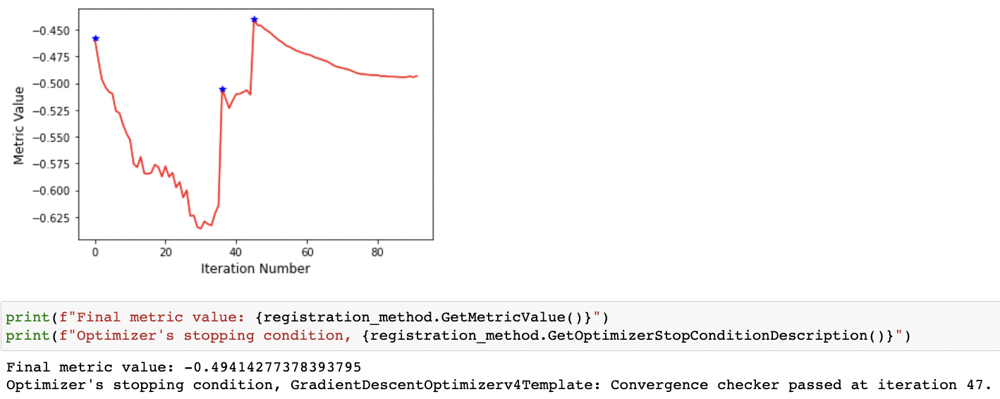 −0.450
−0.475
−0.500
−0.525
−0.550
−0.575
−0.600
−0.625
Metric Value
0 20 40 60 80
Iteration Number
print(f"Final metric value: {registration_method.GetMetricValue()}")
print(f"Optimizer's stopping condition, {registration_method.GetOptimizerStopConditionDescription()}")
Final metric value: -0.49414277378393795
Optimizer's stopping condition, GradientDescentOptimizerv4Template: Convergence checker passed at iteration 47.